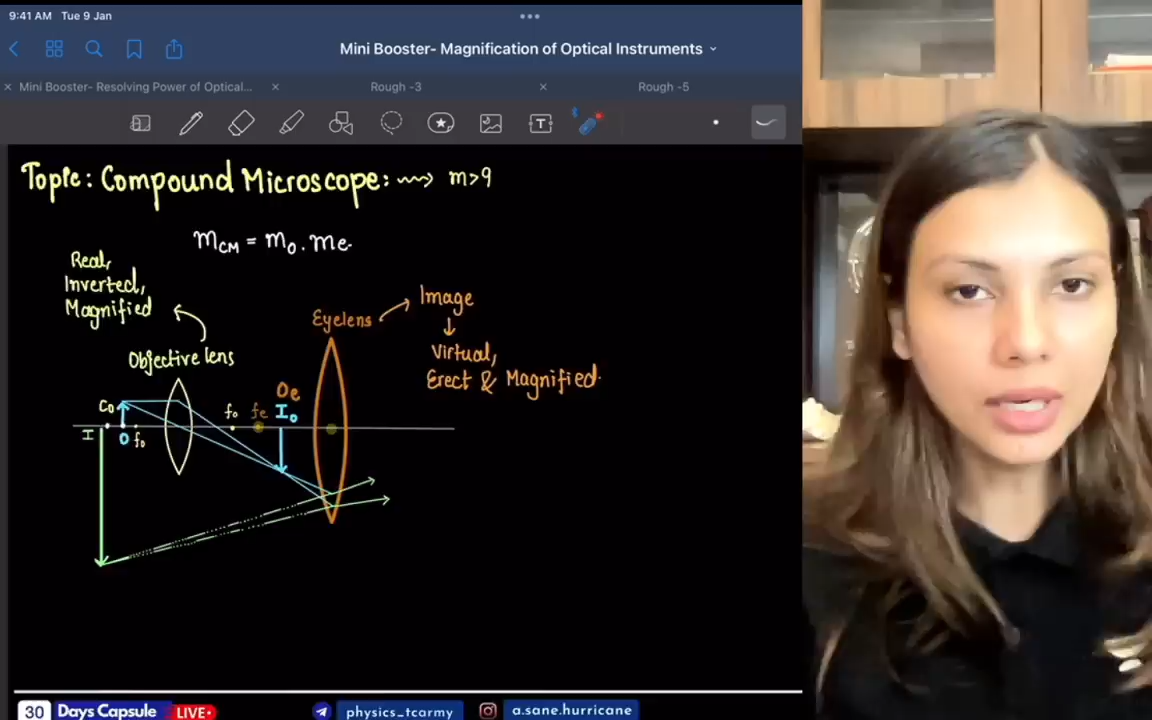 9:41 AM Tue 9 Jan
Mini Booster- Magnification of Optical Instruments
Mini Booster- Resolving Power of Optical...
Rough -3
Rough -5
T
Topic: Compound Microscope: m>9
mCM = mo . me
Real,
Inverted,
Magnified
Objective lens
Eyelens
Image
Virtual,
Erect & Magnified
Co
O
fo
fo
fe
Oe
Io
I
30 Days Capsule LIVE
physics_tcarmy
a.sane.hurricane